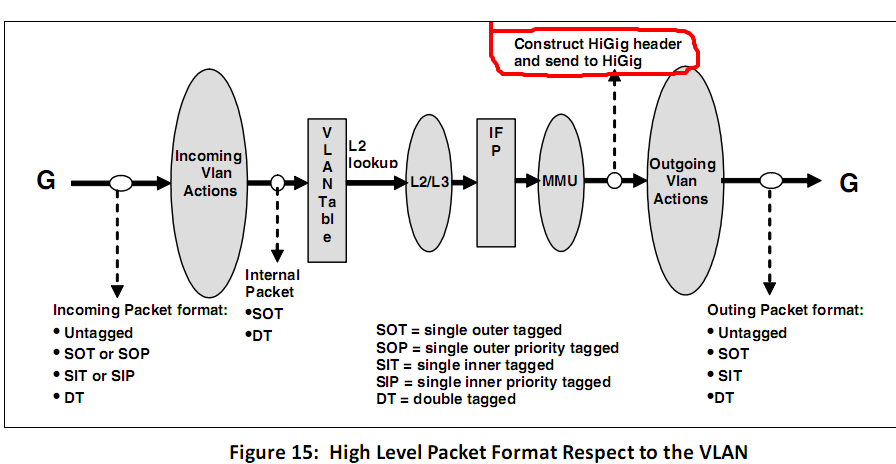 Construct HiGig header
and send to HiGig
G
Incoming
Vlan
Actions
V
L
A
N
Ta
bl
e
L2
lookup
L2/L3
IF
P
MMU
Outgoing
Vlan
Actions
G
Incoming Packet format:
• Untagged
• SOT or SOP
• SIT or SIP
• DT
Internal
Packet
•SOT
•DT
SOT = single outer tagged
SOP = single outer priority tagged
SIT = single inner tagged
SIP = single inner priority tagged
DT = double tagged
Outing Packet format:
• Untagged
• SOT
• SIT
•DT
Figure 15: High Level Packet Format Respect to the VLAN